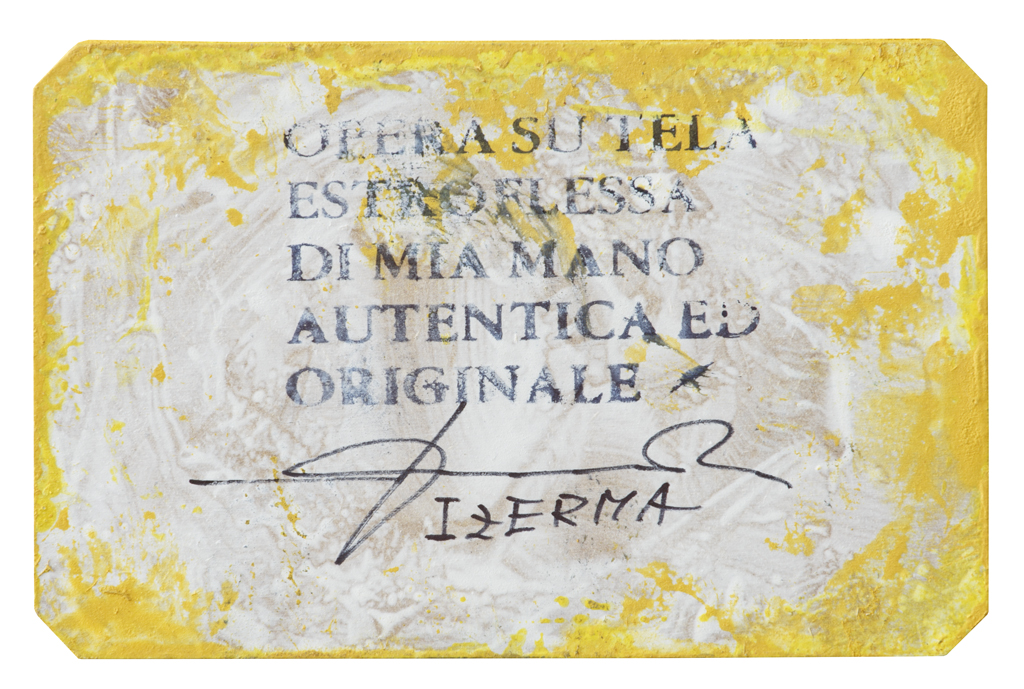 OPERA SU TELA
ESTROFLESSA
DI MIA MANO
AUTENTICA ED
ORIGINALE
IZERMA